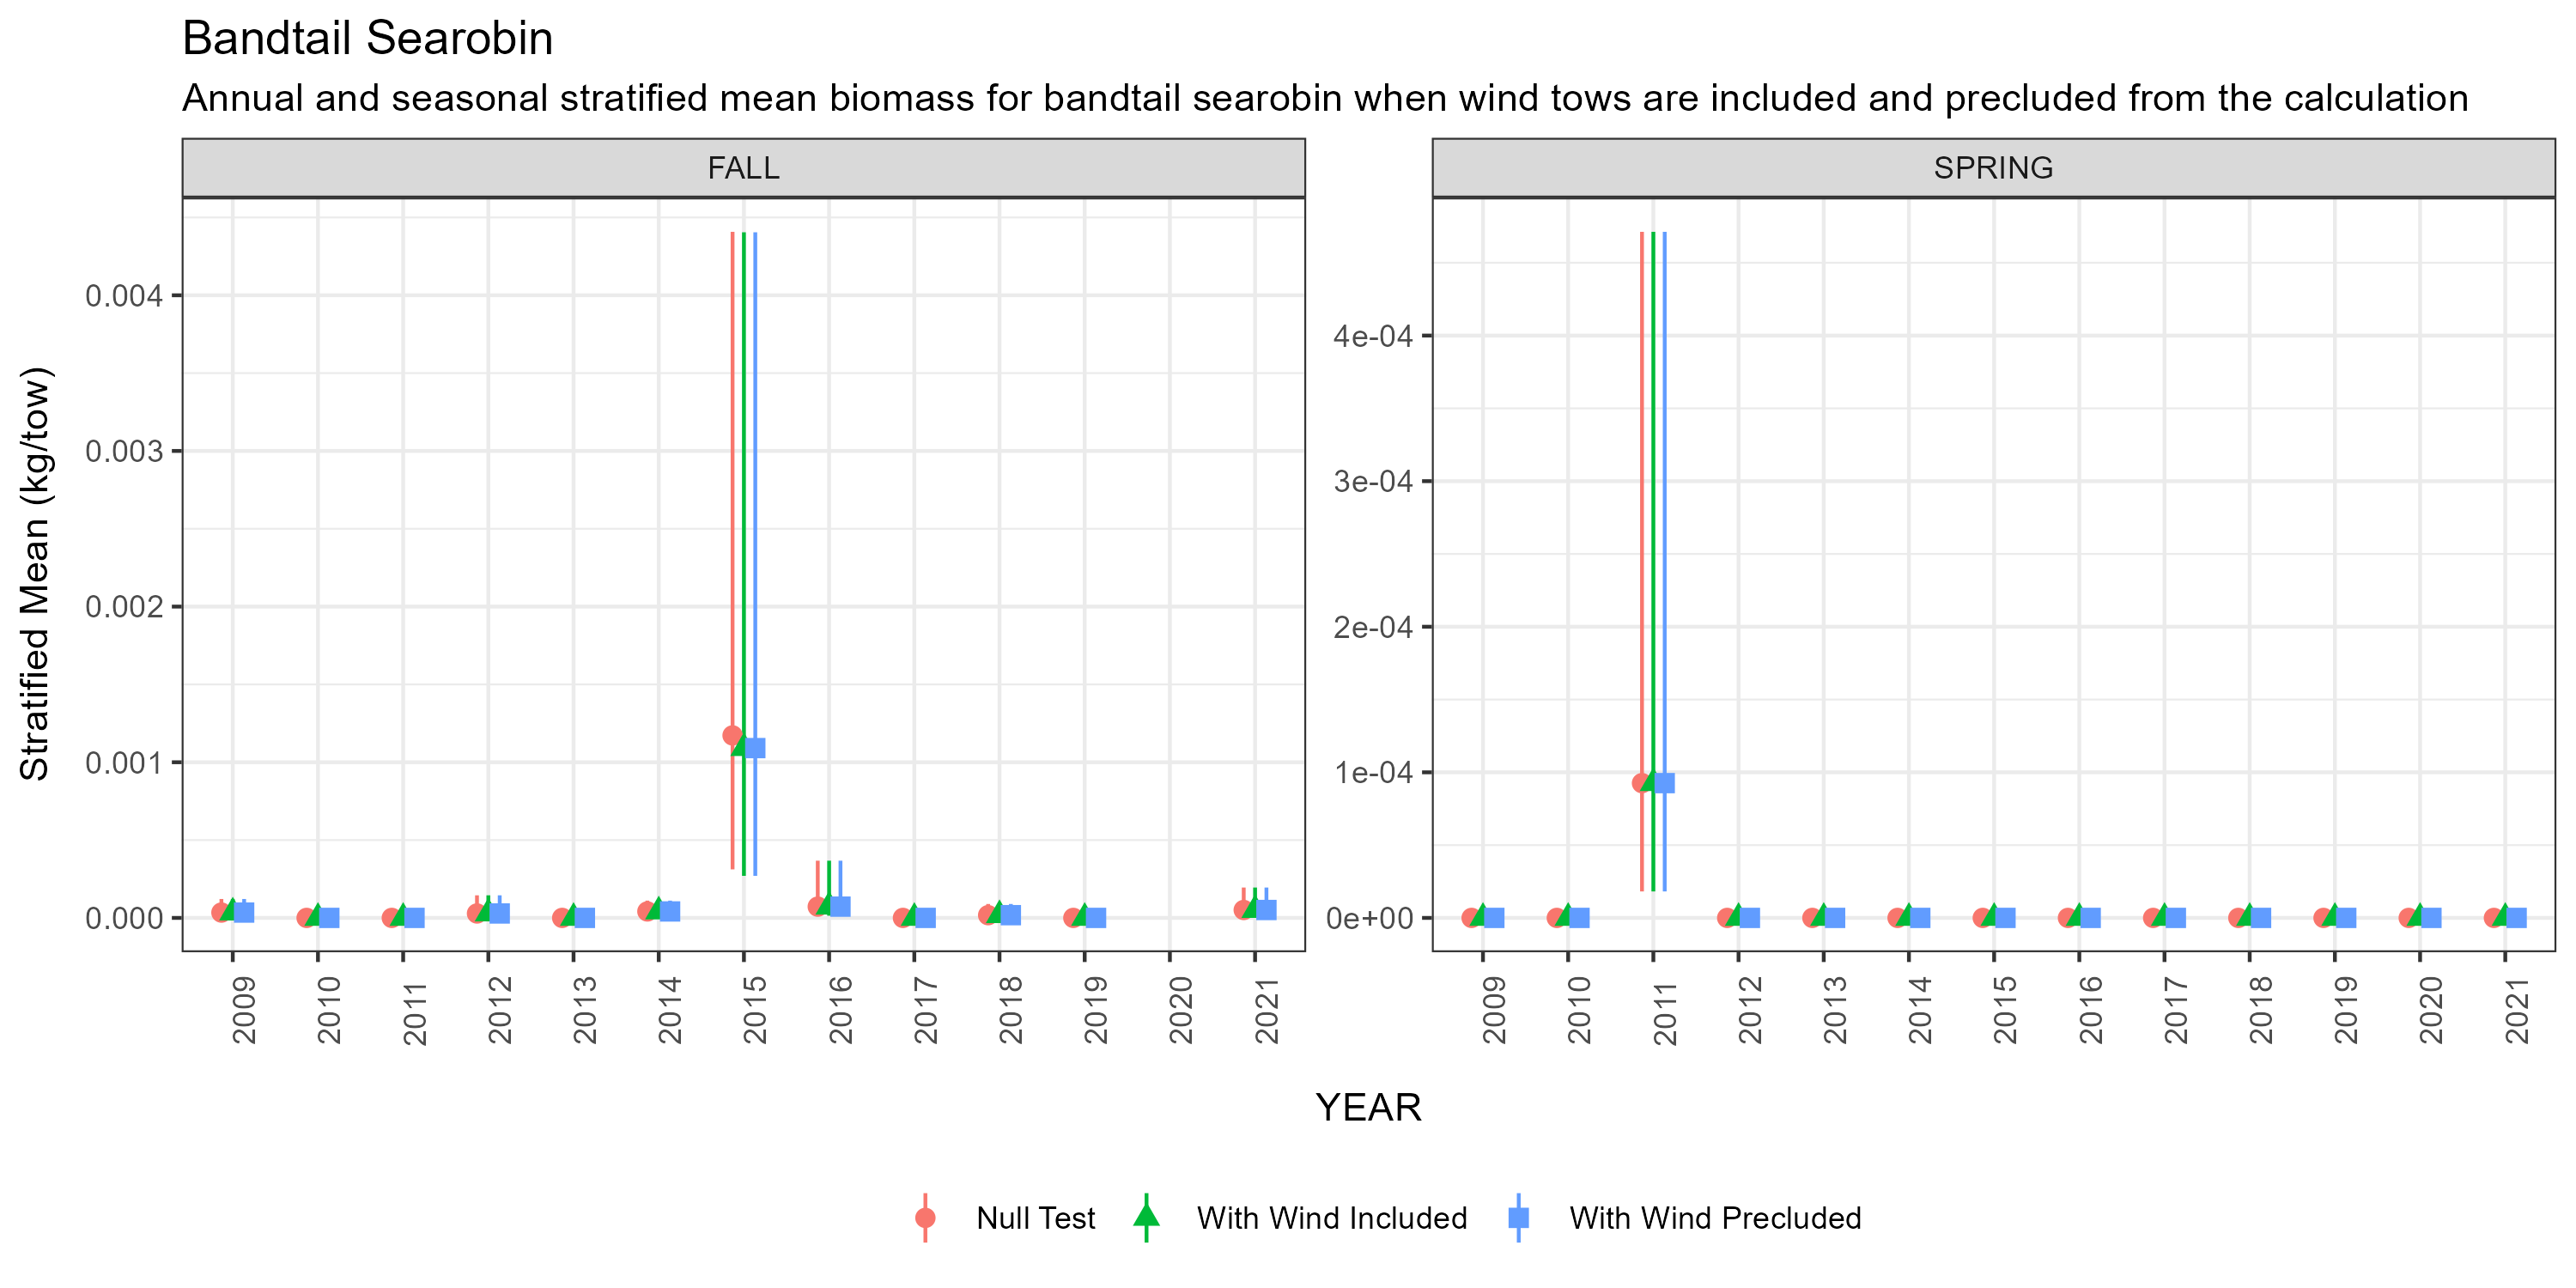 Bandtail Searobin
Annual and seasonal stratified mean biomass for bandtail searobin when wind tows are included and precluded from the calculation
FALL
SPRING
Stratified Mean (kg/tow)
0.004
0.003
0.002
0.001
0.000
4e-04
3e-04
2e-04
1e-04
0e+00
2009 2010 2011 2012 2013 2014 2015 2016 2017 2018 2019 2020 2021
2009 2010 2011 2012 2013 2014 2015 2016 2017 2018 2019 2020 2021
YEAR
Null Test With Wind Included With Wind Precluded